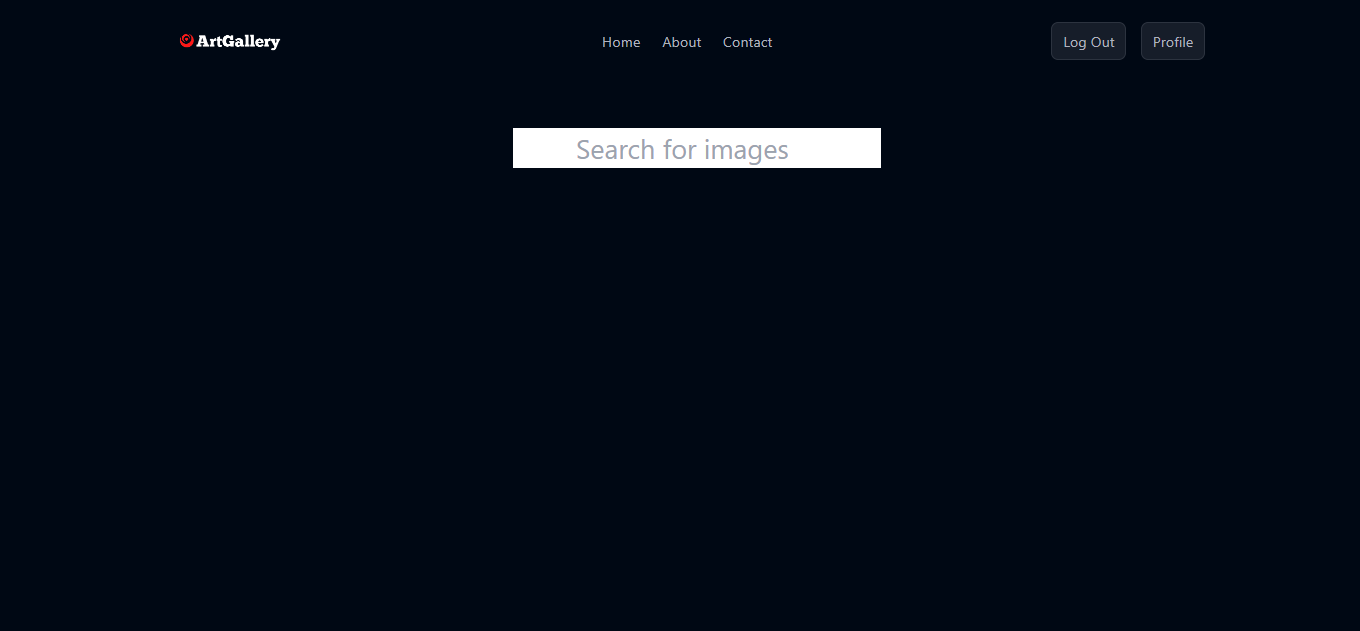 ArtGallery
Home About Contact
Log Out Profile
Search for images